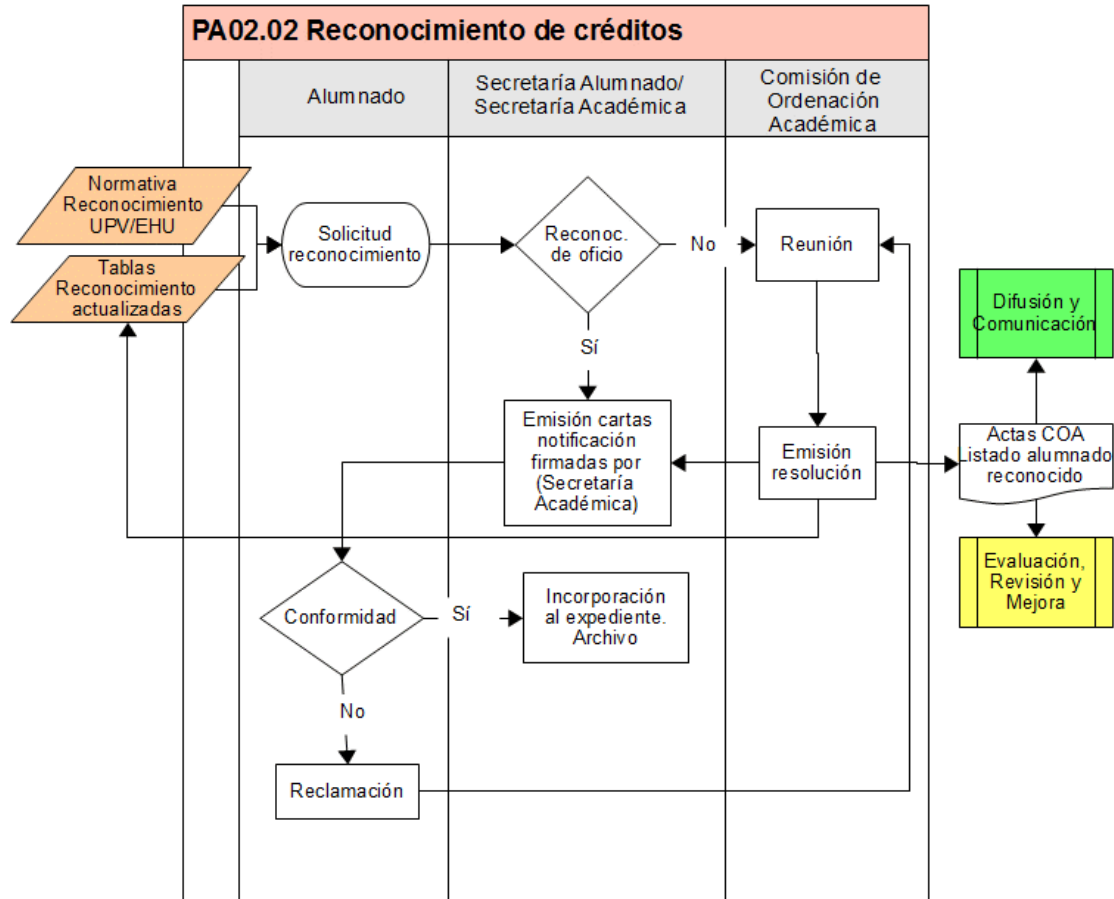 PA02.02 Reconocimiento de créditos
Alumnado
Secretaría Alumnado/
Secretaría Académica
Comisión de
Ordenación
Académica
Normativa
Reconocimiento
UPV/EHU
Tablas
Reconocimiento
actualizadas
Solicitud
reconocimiento
Reconoc.
de oficio
No
Reunión
Sí
Difusión y
Comunicación
Emisión cartas
notificación
firmadas por
(Secretaría
Académica)
Emisión
resolución
Actas COA
Listado alumnado
reconocido
Evaluación,
Revisión y
Mejora
Conformidad
Sí
Incorporación
al expediente.
Archivo
No
Reclamación